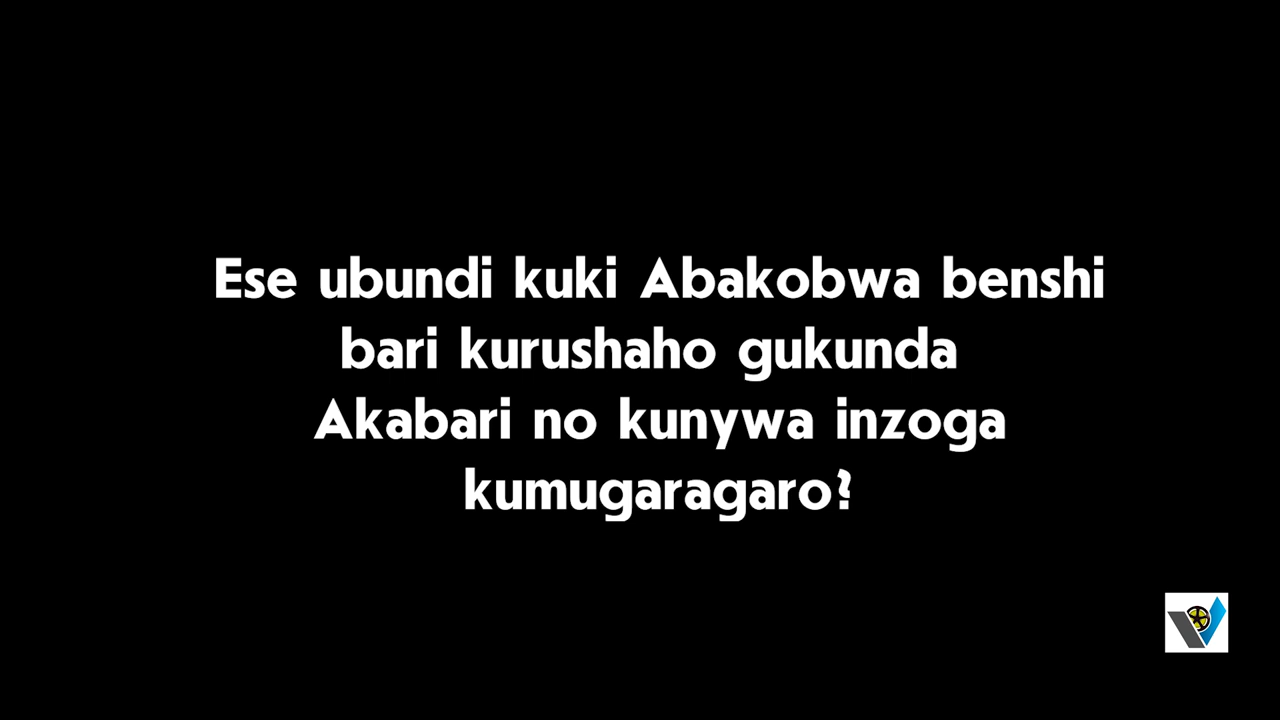 Ese ubundi kuki Abakobwa benshi
bari kurushaho gukunda
Akabari no kunywa inzoga
kumugaragaro?